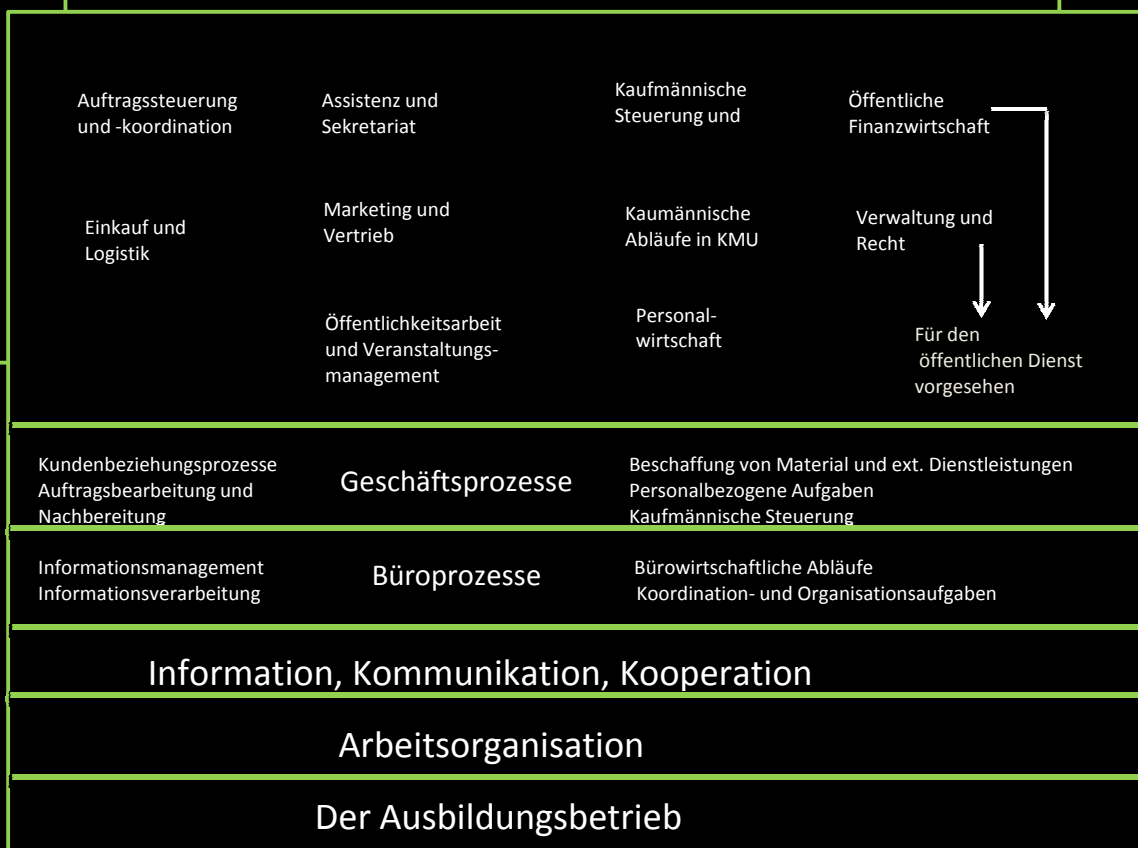 Auftragssteuerung
und -koordination
Assistenz und
Sekretariat
Kaufmännische
Steuerung und
Öffentliche
Finanzwirtschaft
Einkauf und
Logistik
Marketing und
Vertrieb
Kaumännische
Abläufe in KMU
Verwaltung und
Recht
Öffentlichkeitsarbeit
und Veranstaltungs-
management
Personal-
wirtschaft
Für den
öffentlichen Dienst
vorgesehen
Kundenbeziehungsprozesse
Auftragsbearbeitung und
Nachbereitung
Geschäftsprozesse
Beschaffung von Material und ext. Dienstleistungen
Personalbezogene Aufgaben
Kaufmännische Steuerung
Informationsmanagement
Informationsverarbeitung
Büroprozesse
Bürowirtschaftliche Abläufe
Koordination- und Organisationsaufgaben
Information, Kommunikation, Kooperation
Arbeitsorganisation
Der Ausbildungsbetrieb